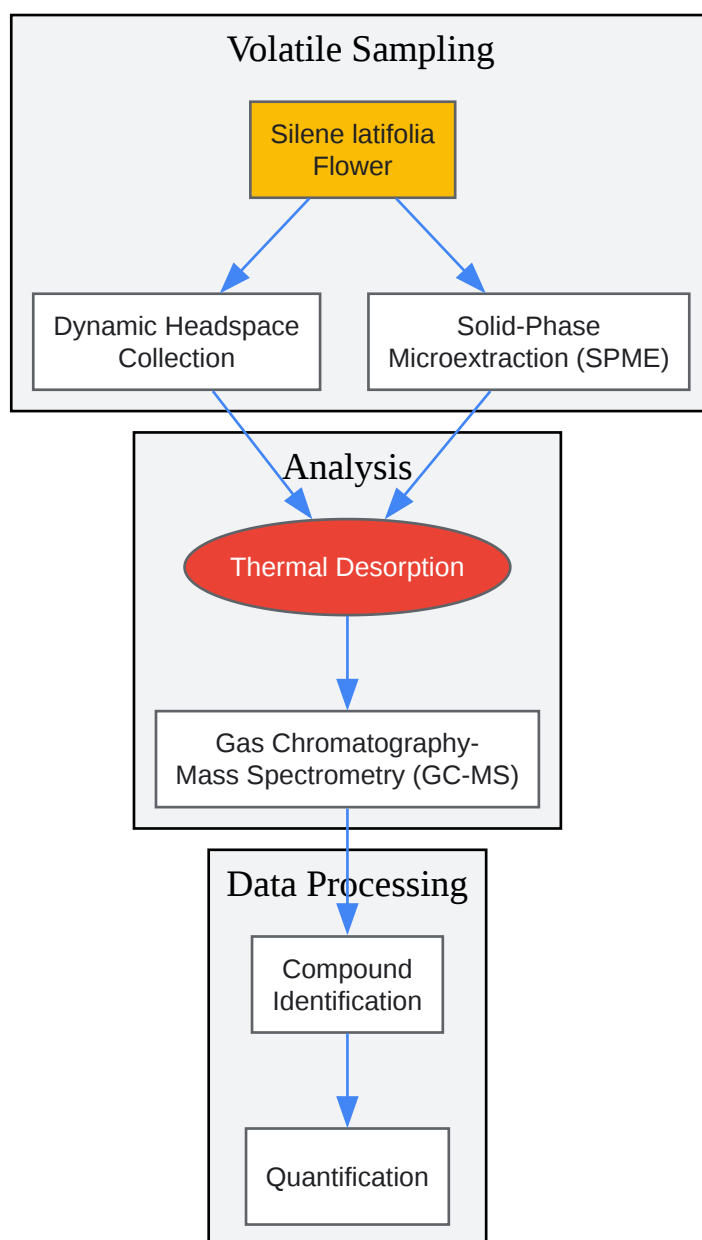 Volatile Sampling
Silene latifolia
Flower
Dynamic Headspace
Collection
Solid-Phase
Microextraction (SPME)
Analysis
Thermal Desorption
Gas Chromatography-
Mass Spectrometry (GC-MS)
Data Processing
Compound
Identification
Quantification